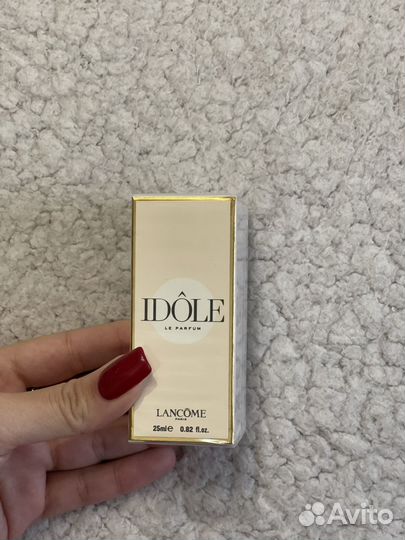 IDÔLE
LE PARFUM
LANCÔME
PARIS
25ml℮ 0.82 fl.oz.
Avito